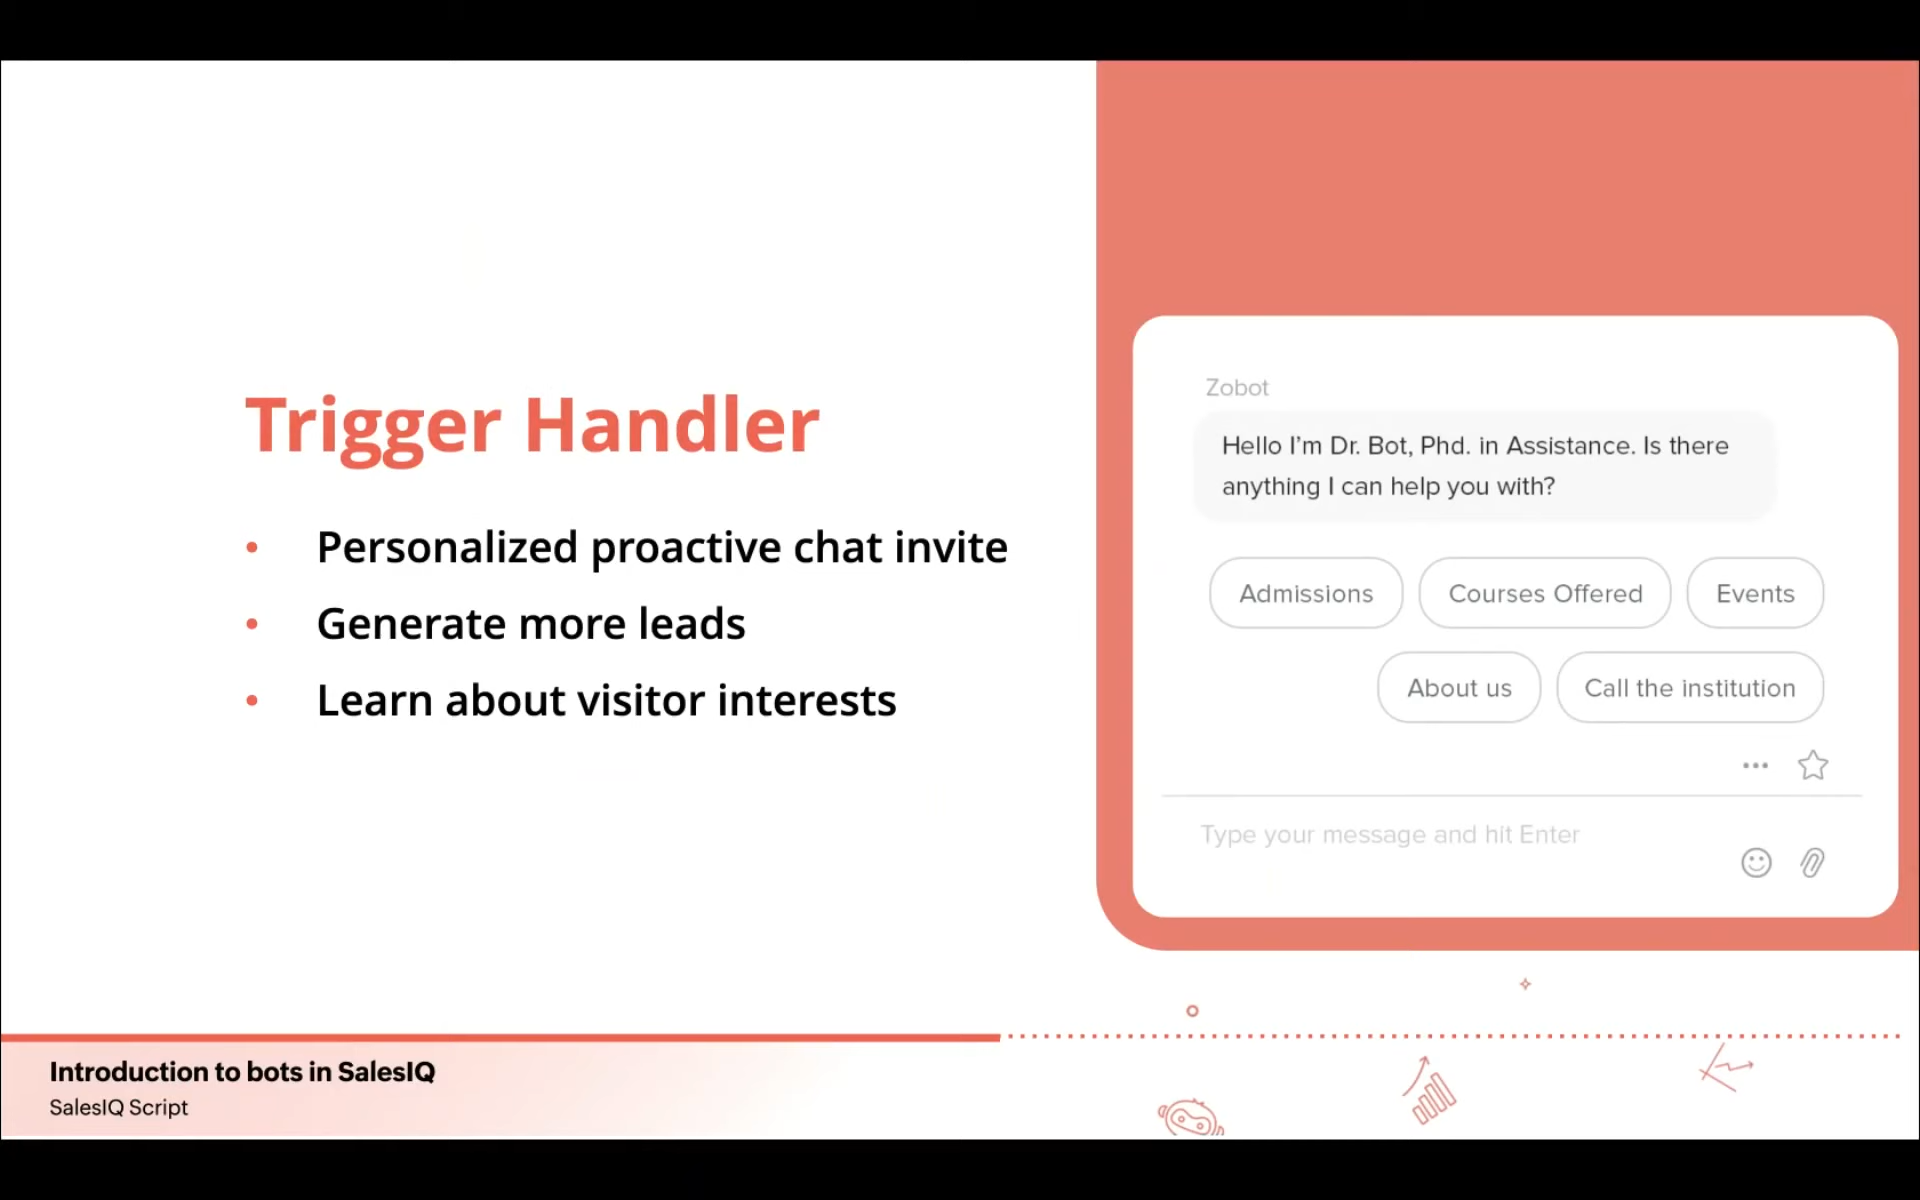 Trigger Handler
• Personalized proactive chat invite
• Generate more leads
• Learn about visitor interests
Zobot
Hello I’m Dr. Bot, Phd. in Assistance. Is there
anything I can help you with?
Admissions
Courses Offered
Events
About us
Call the institution
Type your message and hit Enter
Introduction to bots in SalesIQ
SalesIQ Script